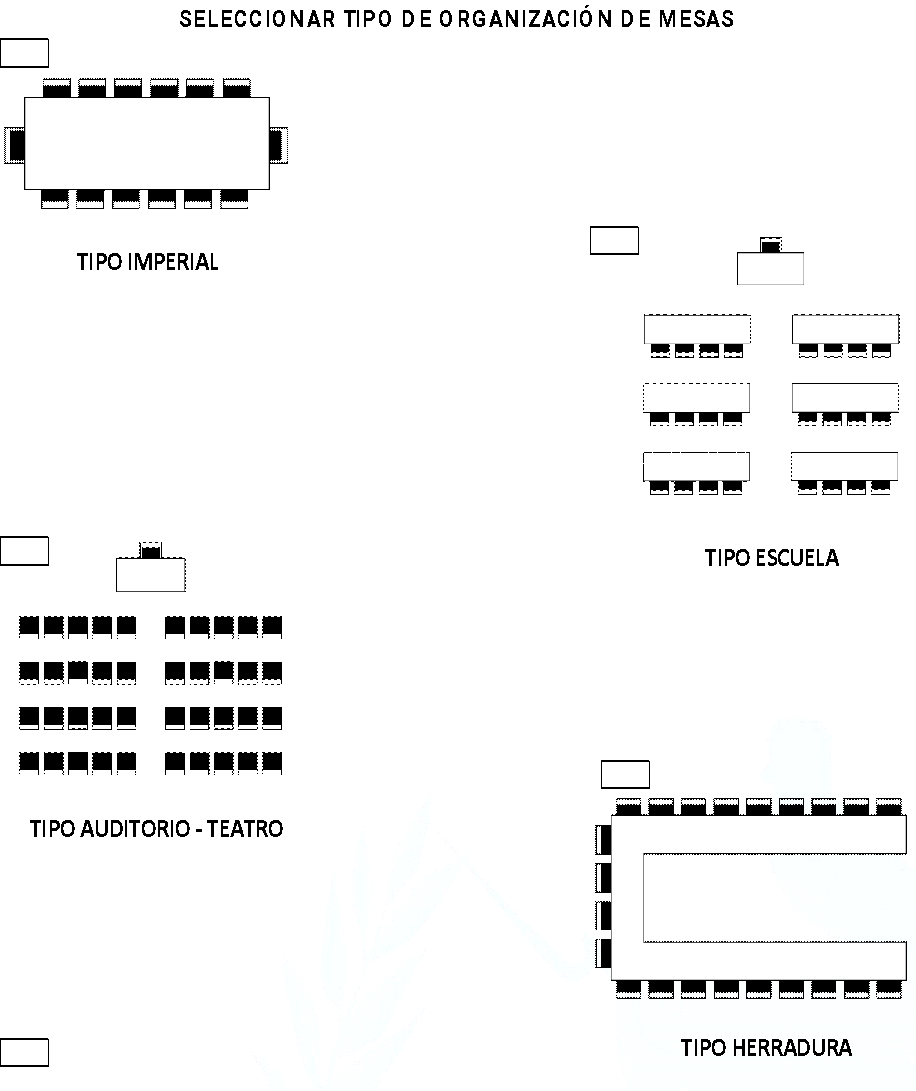 SELECCIONAR TIPO DE ORGANIZACIÓN DE MESAS
TIPO IMPERIAL
TIPO ESCUELA
TIPO AUDITORIO - TEATRO
TIPO HERRADURA